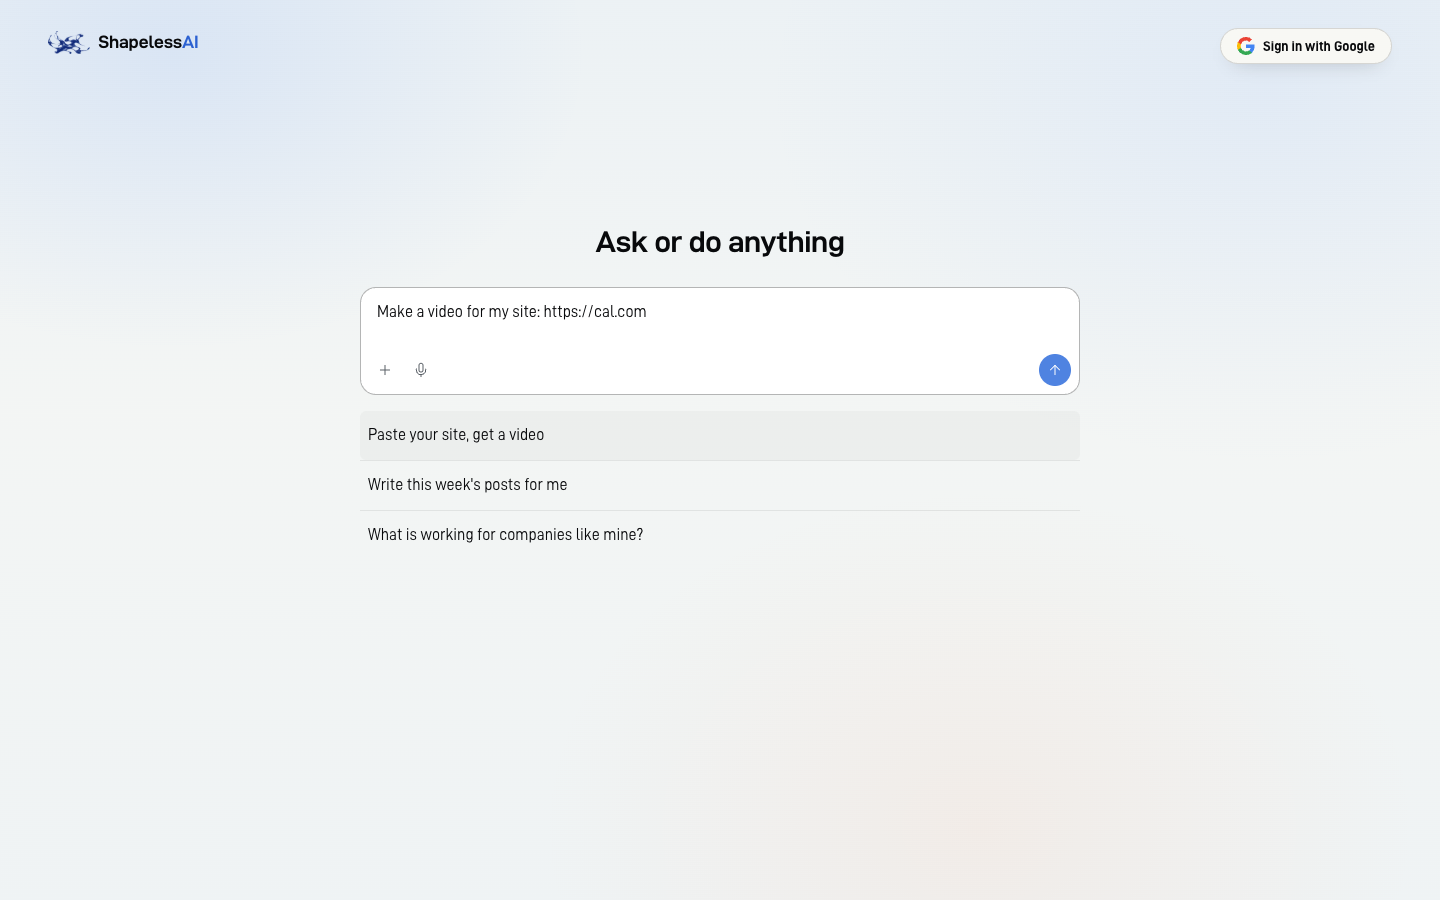 ShapelessAI
Sign in with Google
Ask or do anything
Make a video for my site: https://cal.com
Paste your site, get a video
Write this week's posts for me
What is working for companies like mine?